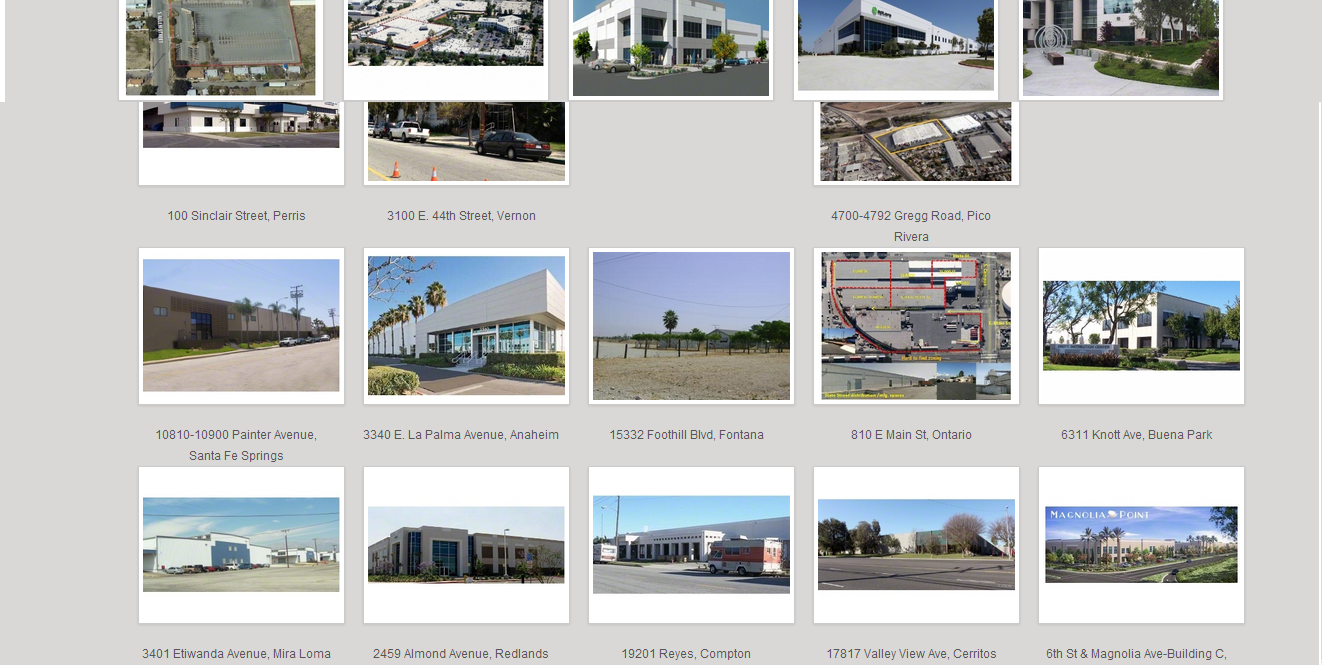 100 Sinclair Street, Perris
3100 E. 44th Street, Vernon
4700-4792 Gregg Road, Pico
Rivera
10810-10900 Painter Avenue,
Santa Fe Springs
3340 E. La Palma Avenue, Anaheim
15332 Foothill Blvd, Fontana
810 E Main St, Ontario
6311 Knott Ave, Buena Park
MAGNOLIA POINT
3401 Etiwanda Avenue, Mira Loma
2459 Almond Avenue, Redlands
19201 Reyes, Compton
17817 Valley View Ave, Cerritos
6th St & Magnolia Ave-Building C,